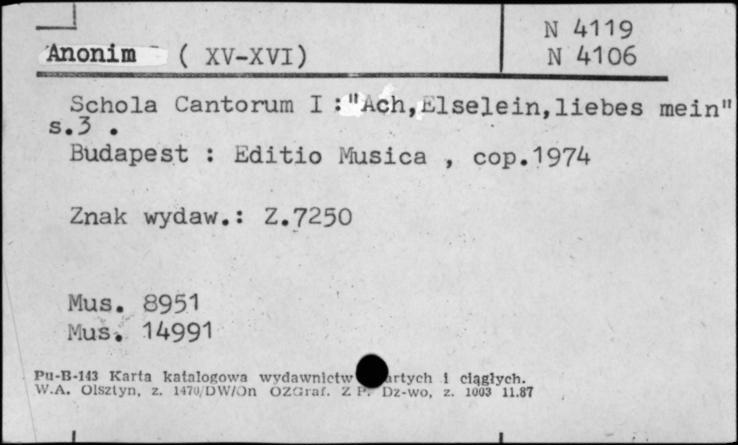 N 4119
Anonim ( XV-XVI) N 4106
Schola Cantorum I :"Ach,Elselein,liebes mein"
s.3 .
Budapest : Editio Musica , cop.1974
Znak wydaw.: Z.7250
Mus. 8951
Mus. 14991
Pu-B-143 Karta katalogowa wydawnictw i ciągłych.
W.A. Olsztyn, z. 1470/DW/On OZGraf. Z P. Dz-wo, z. 1003 11.87